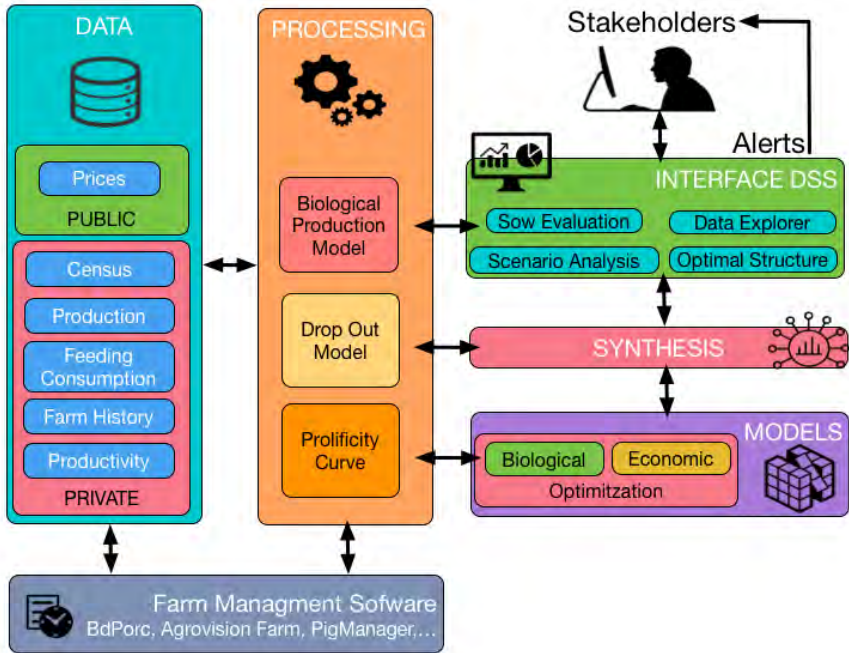 DATA
Prices
PUBLIC
Census
Production
Feeding
Consumption
Farm History
Productivity
PRIVATE
PROCESSING
Biological
Production
Model
Drop Out
Model
Prolificity
Curve
Stakeholders
Alerts
INTERFACE DSS
Sow Evaluation
Data Explorer
Scenario Analysis
Optimal Structure
SYNTHESIS
MODELS
Biological
Economic
Optimitzation
Farm Managment Sofware
BdPorc, Agrovision Farm, PigManager,...